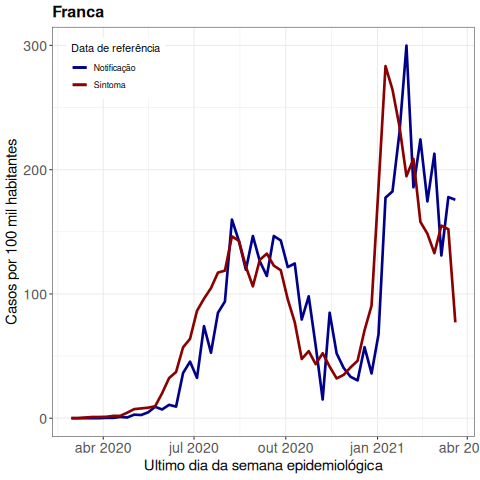 Franca
Data de referência
Notificação
Sintoma
Casos por 100 mil habitantes
300
200
100
0
abr 2020
jul 2020
out 2020
jan 2021
abr 20
Ultimo dia da semana epidemiológica